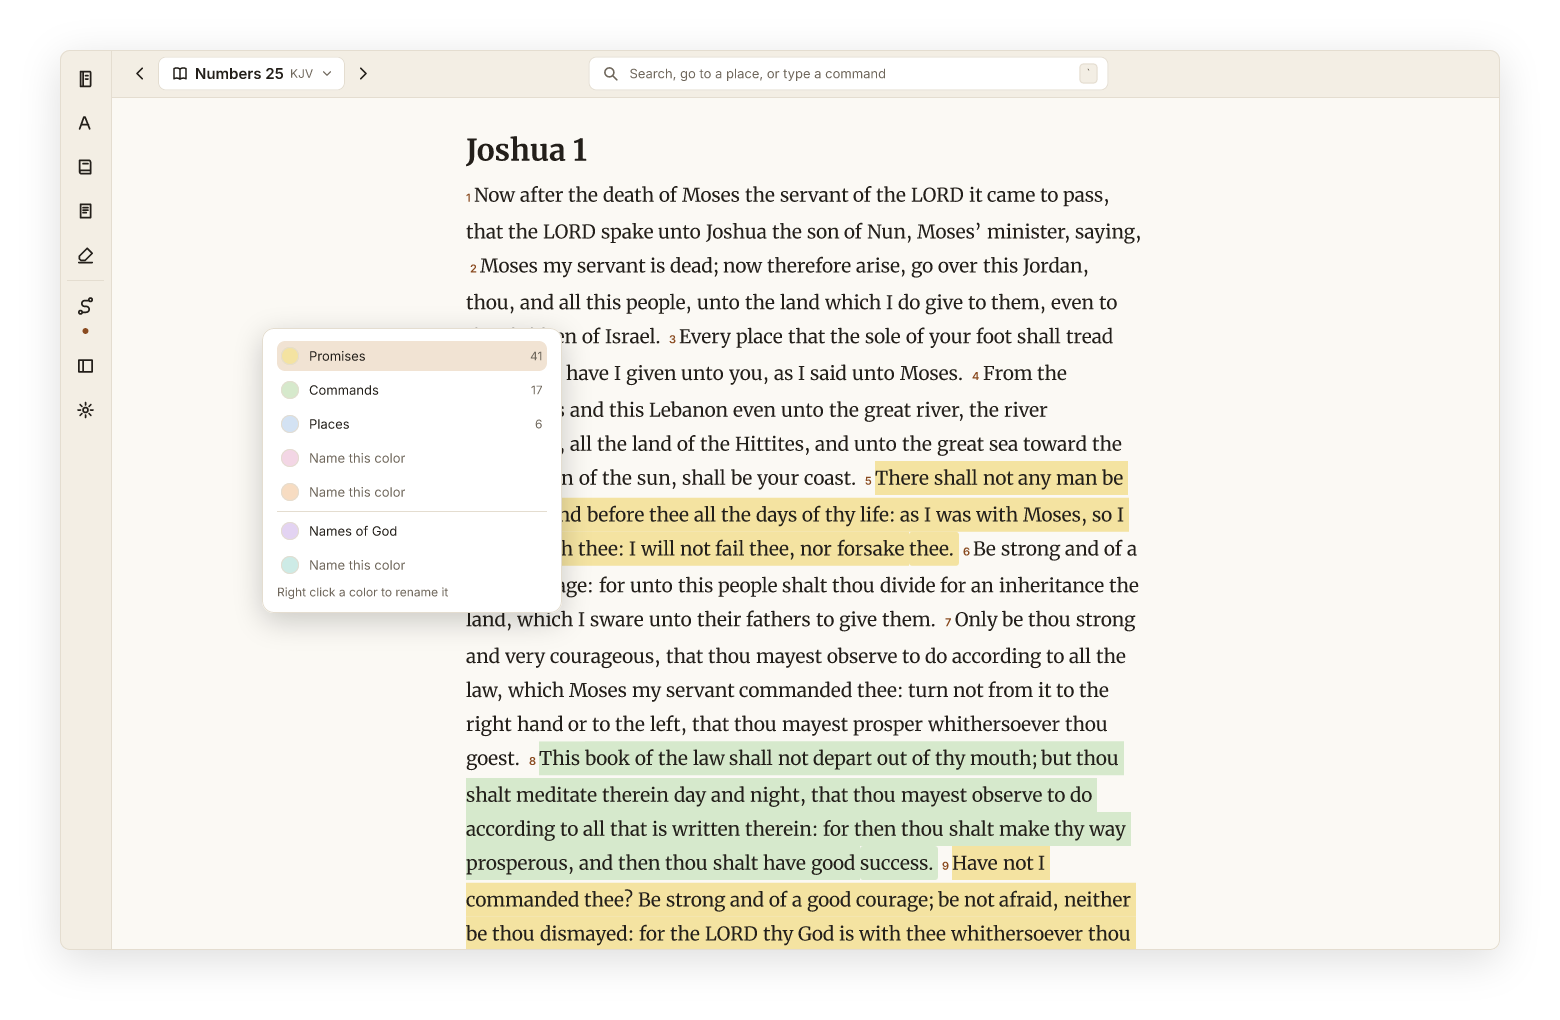 Numbers 25 KJV
Search, go to a place, or type a command
Joshua 1
1 Now after the death of Moses the servant of the LORD it came to pass,
that the LORD spake unto Joshua the son of Nun, Moses’ minister, saying,
2 Moses my servant is dead; now therefore arise, go over this Jordan,
thou, and all this people, unto the land which I do give to them, even to
of Israel. 3 Every place that the sole of your foot shall tread
have I given unto you, as I said unto Moses. 4 From the
and this Lebanon even unto the great river, the river
all the land of the Hittites, and unto the great sea toward the
of the sun, shall be your coast. 5 There shall not any man be
before thee all the days of thy life: as I was with Moses, so I
thee: I will not fail thee, nor forsake thee. 6 Be strong and of a
for unto this people shalt thou divide for an inheritance the
land, which I sware unto their fathers to give them. 7 Only be thou strong
and very courageous, that thou mayest observe to do according to all the
law, which Moses my servant commanded thee: turn not from it to the
right hand or to the left, that thou mayest prosper whithersoever thou
goest. 8 This book of the law shall not depart out of thy mouth; but thou
shalt meditate therein day and night, that thou mayest observe to do
according to all that is written therein: for then thou shalt make thy way
prosperous, and then thou shalt have good success. 9 Have not I
commanded thee? Be strong and of a good courage; be not afraid, neither
be thou dismayed: for the LORD thy God is with thee whithersoever thou
Promises 41
Commands 17
Places 6
Name this color
Name this color
Names of God
Name this color
Right click a color to rename it